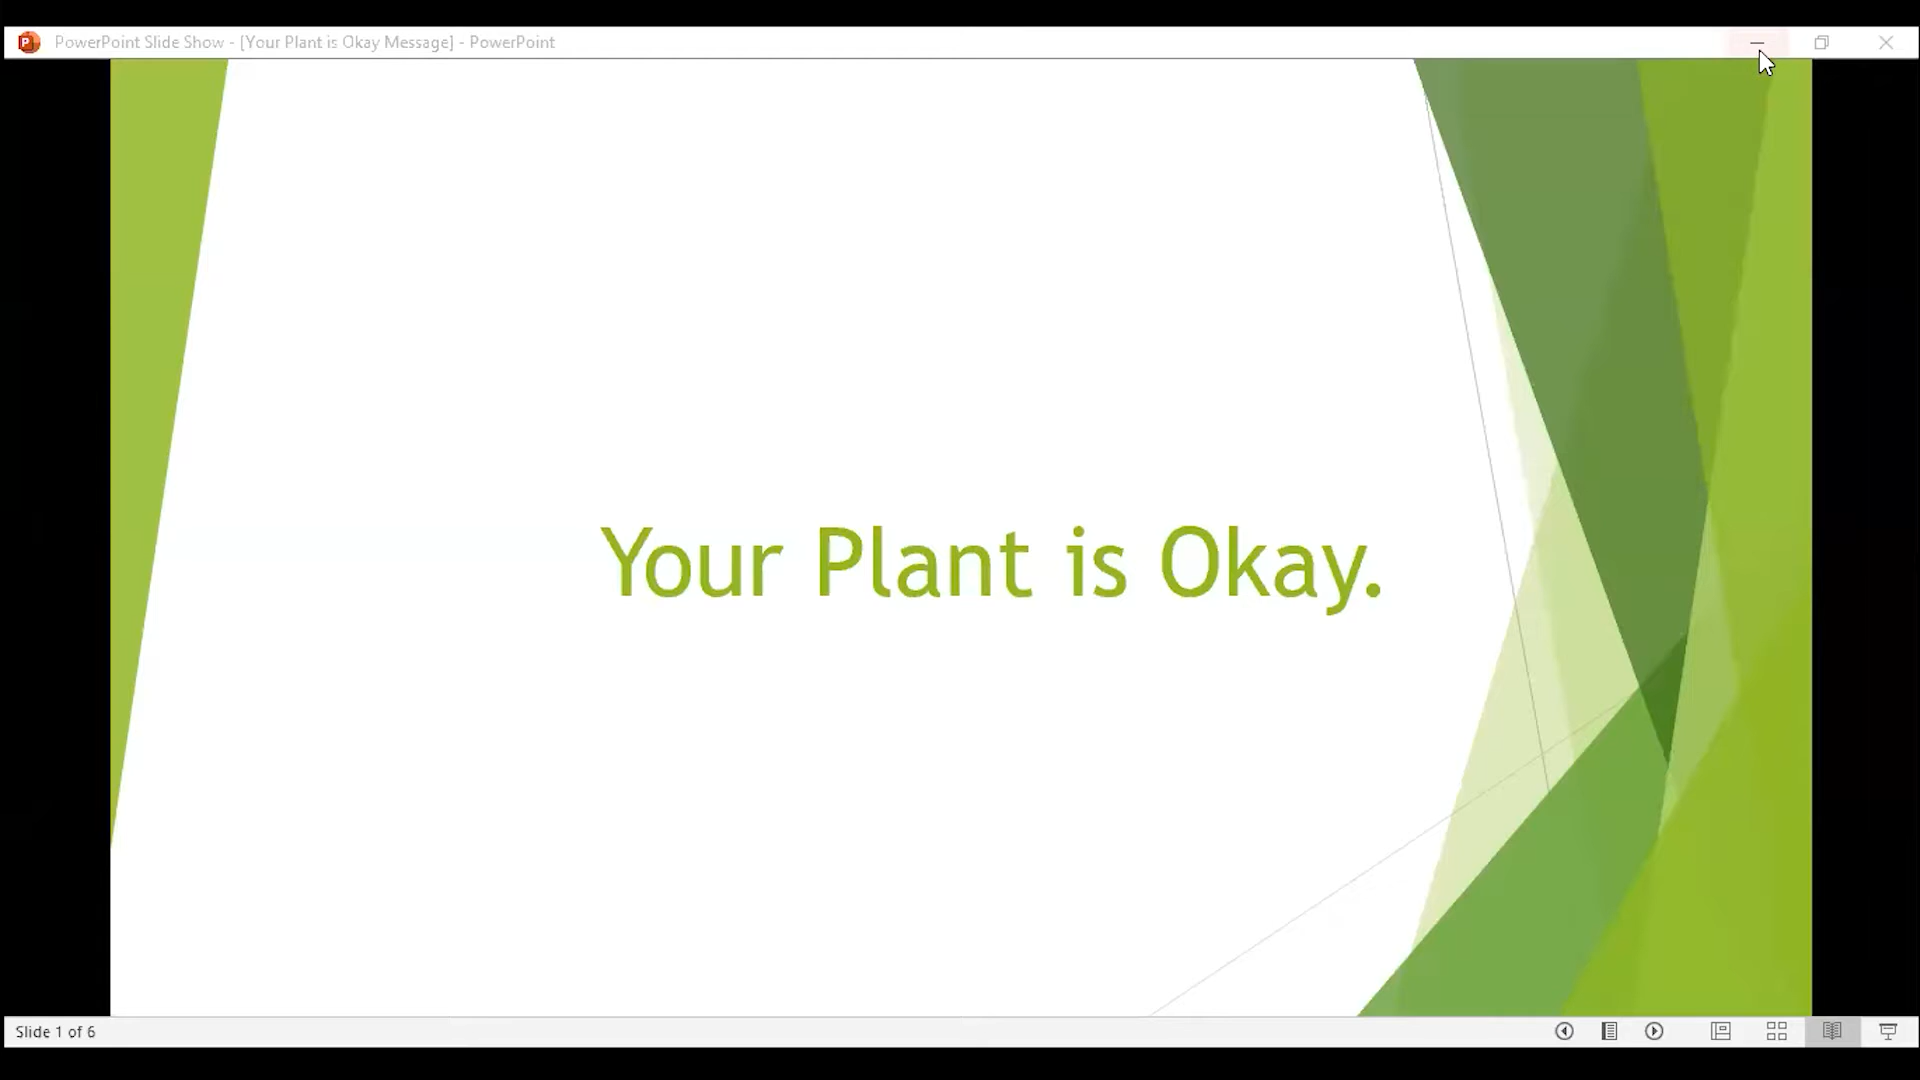 PowerPoint Slide Show - [Your Plant is Okay Message] - PowerPoint
Your Plant is Okay.
Slide 1 of 6